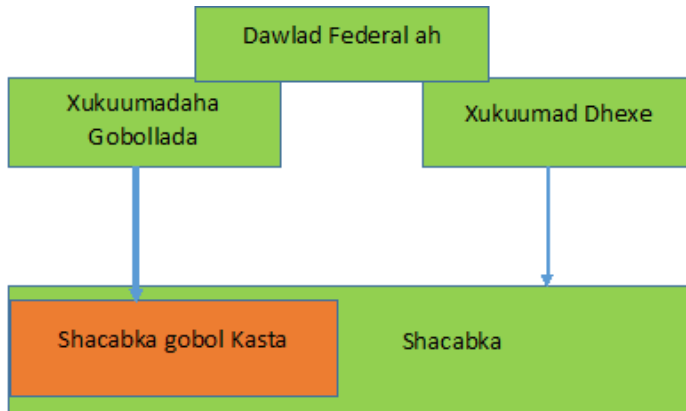 Dawlad Federal ah
Xukuumadaha
Gobollada
Xukuumad Dhexe
Shacabka gobol Kasta
Shacabka